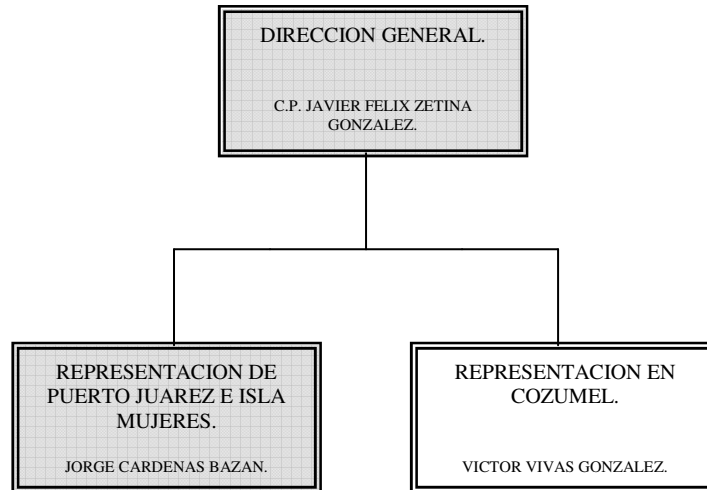 DIRECCION GENERAL.
C.P. JAVIER FELIX ZETINA
GONZALEZ.
REPRESENTACION DE
PUERTO JUAREZ E ISLA
MUJERES.
JORGE CARDENAS BAZAN.
REPRESENTACION EN
COZUMEL.
VICTOR VIVAS GONZALEZ.